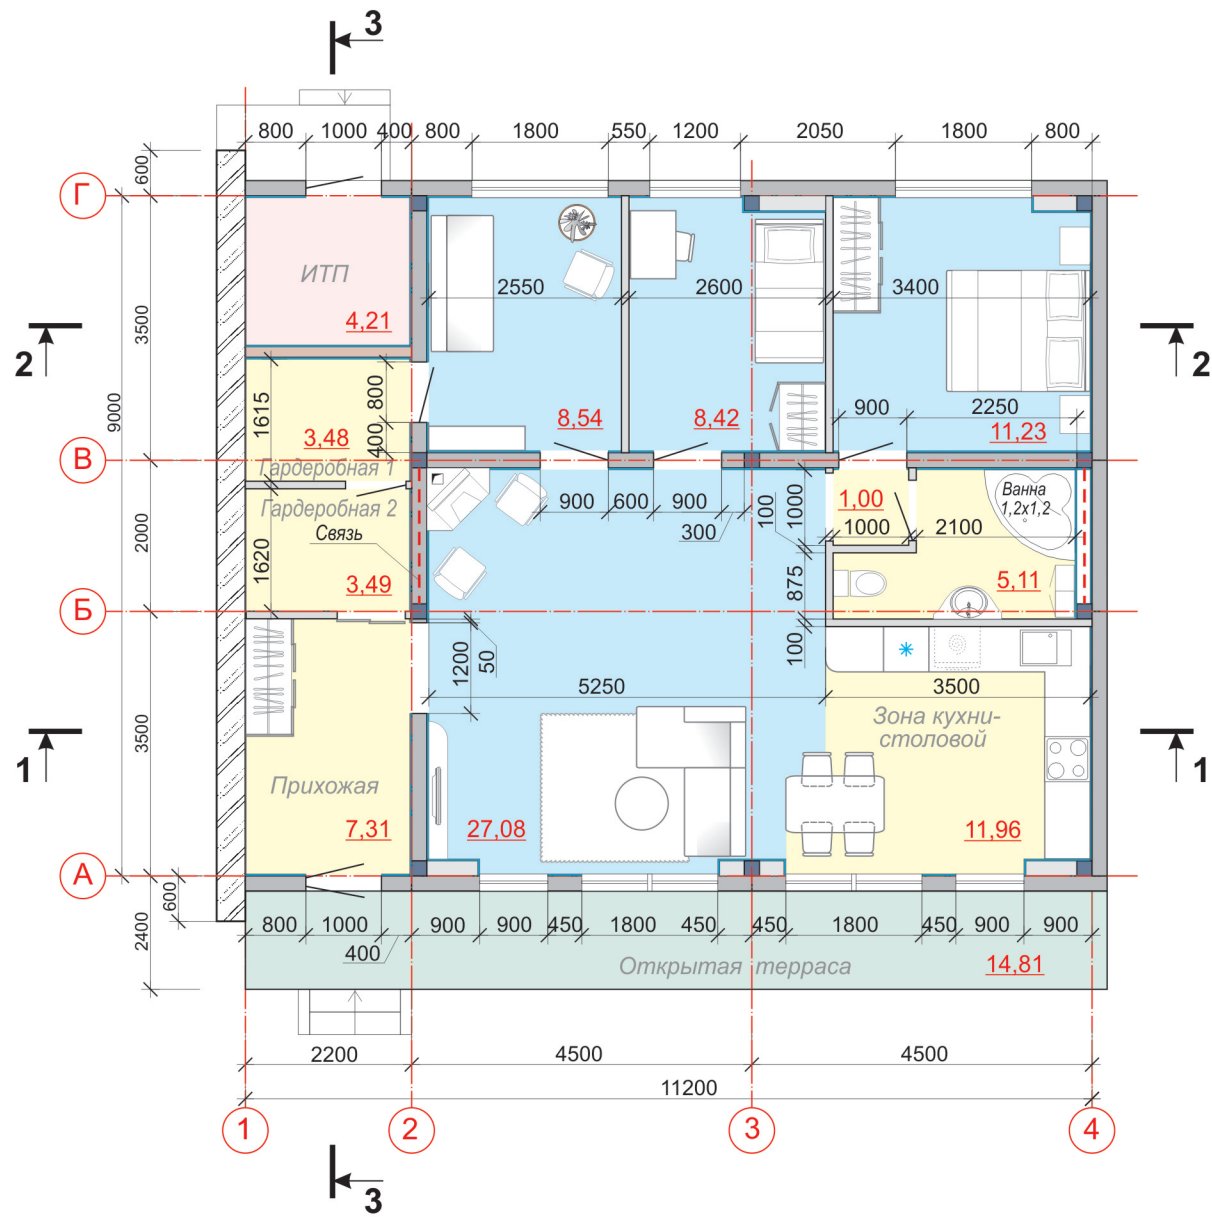 3
800 1000 400 800 1800 550 1200 2050 1800 800
600
Г
ИТП
4,21
2550 2600 3400
3500
9000
2 2
1615
800
400
3,48
8,54 8,42
900 2250
11,23
В
Гардеробная 1
Гардеробная 2
Связь
900 600 900
300
100
1000
1,00
1000 2100
Ванна
1,2x1,2
2000
1620
3,49
875
5,11
Б
1200
50
100
5250 3500
Зона кухни-
столовой
3500
1 1
Прихожая
7,31 27,08 11,96
А
600
2400
800 1000 900 900 450 1800 450 450 1800 450 900 900
400
Открытая терраса
14,81
2200 4500 4500
11200
1 2 3 4
3